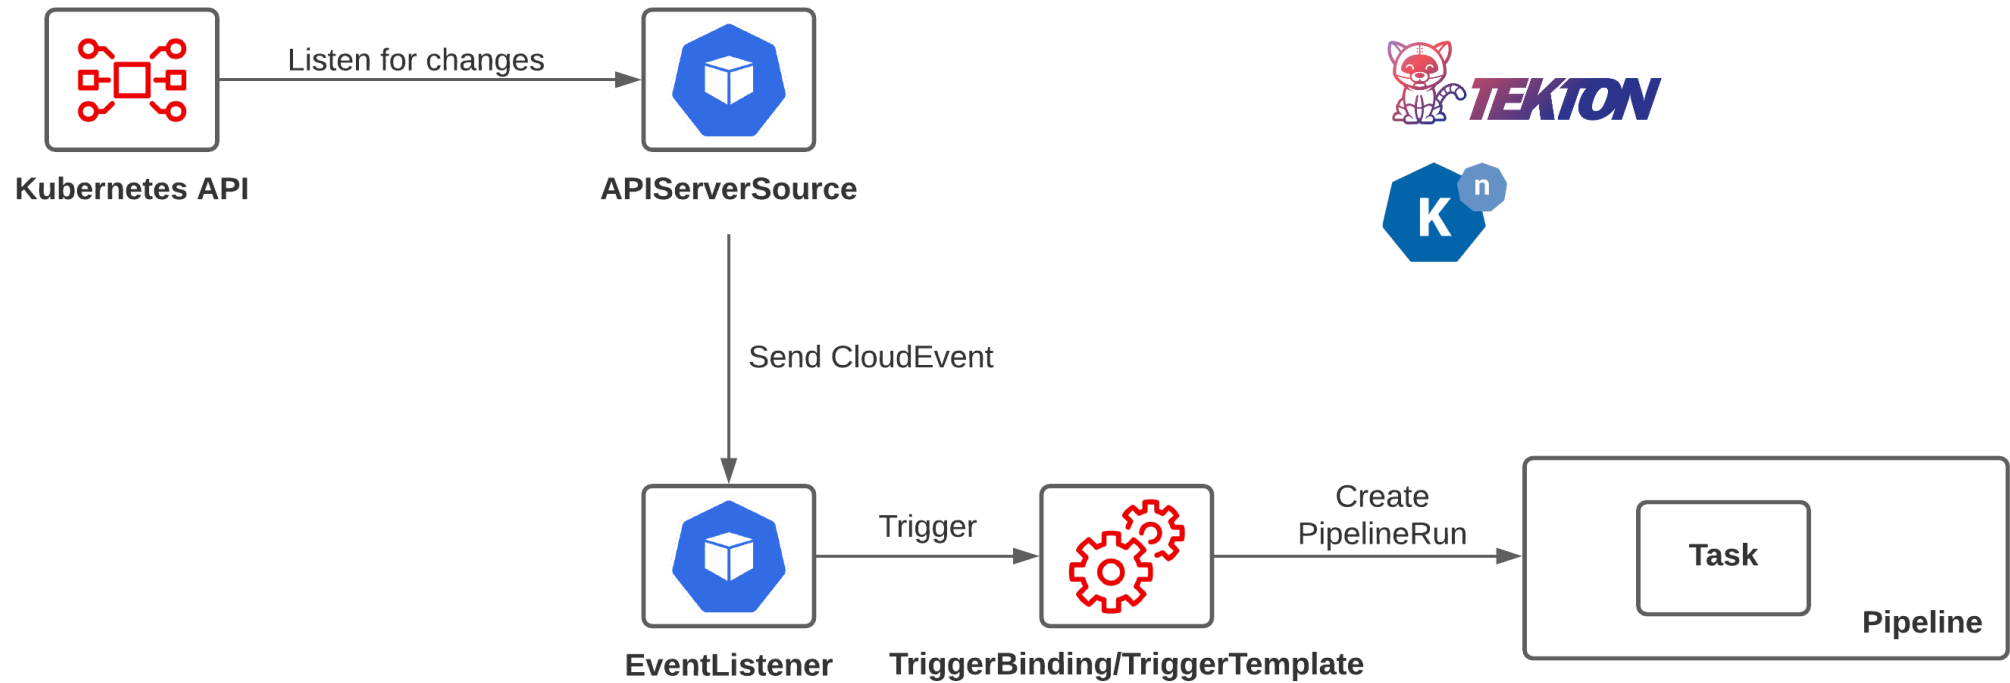 Listen for changes
Kubernetes API
APIServerSource
TEKTON
K
n
Send CloudEvent
Trigger
Create
PipelineRun
Task
Pipeline
EventListener
TriggerBinding/TriggerTemplate